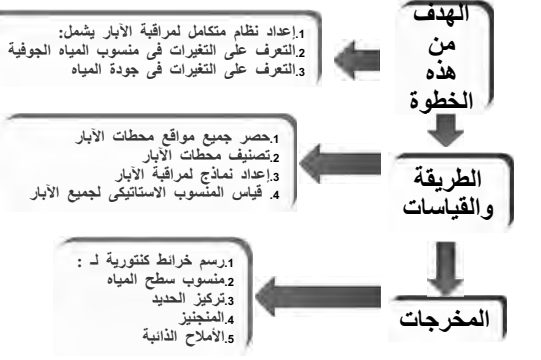 الهدف
من
هذه
الخطوة
1.إعداد نظام متكامل لمراقبة الآبار يشمل:
2.التعرف على التغيرات فى منسوب المياه الجوفية
3.التعرف على التغيرات فى جودة المياه
الطريقة
والقياسات
1.حصر جميع مواقع محطات الآبار
2.تصنيف محطات الآبار
3.إعداد نماذج لمراقبة الآبار
4. قياس المنسوب الاستاتيكى لجميع الآبار
المخرجات
1.رسم خرائط كنتورية لـ :
2.منسوب سطح المياه
3.تركيز الحديد
4.المنجنيز
5.الأملاح الذائبة